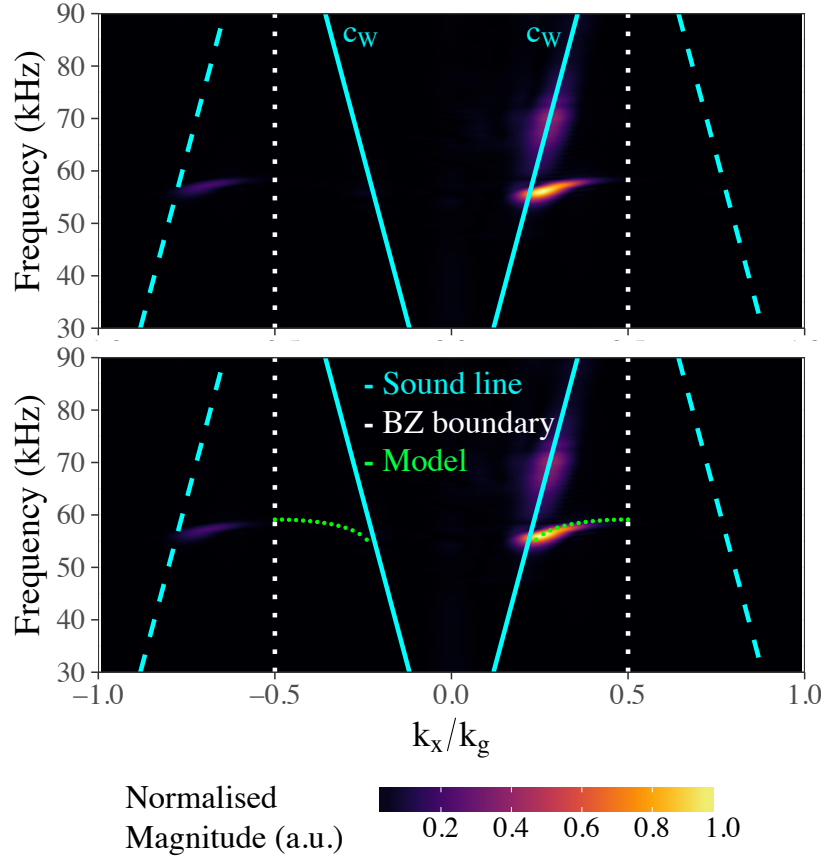 90
80
70
60
50
40
30
Frequency (kHz)
c_W c_W
90
80
70
60
50
40
30
Frequency (kHz)
- Sound line
- BZ boundary
- Model
−1.0 −0.5 0.0 0.5 1.0
k_x/k_g
Normalised
Magnitude (a.u.)
0.2 0.4 0.6 0.8 1.0